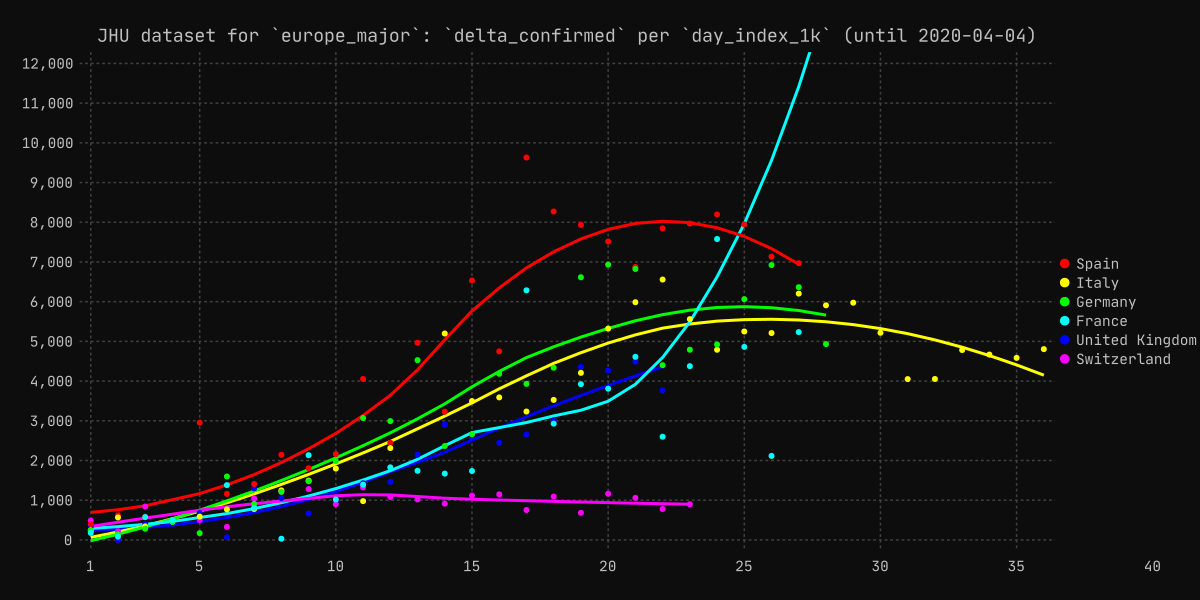 JHU dataset for `europe_major`: `delta_confirmed` per `day_index_1k` (until 2020-04-04)
12,000
11,000
10,000
9,000
8,000
7,000
6,000
5,000
4,000
3,000
2,000
1,000
0
1 5 10 15 20 25 30 35 40
Spain
Italy
Germany
France
United Kingdom
Switzerland